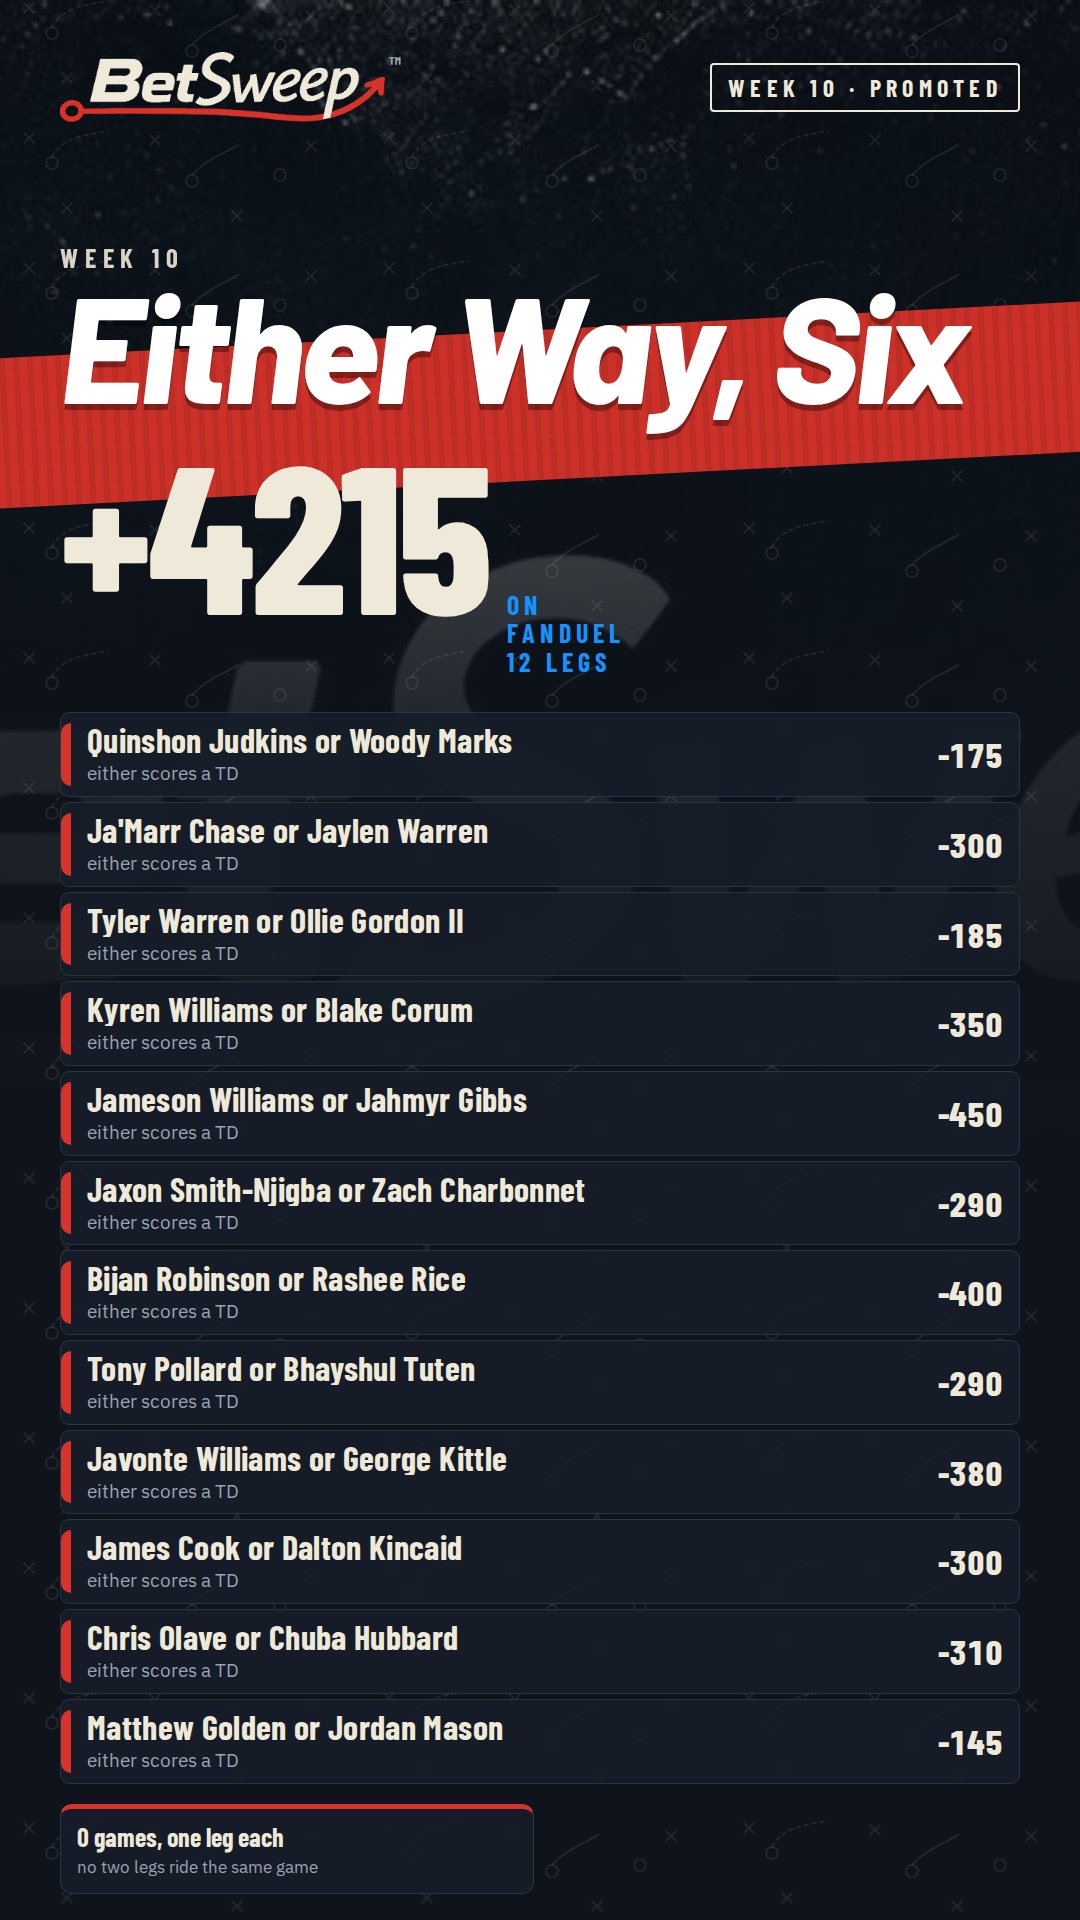 BetSweep™
WEEK 10 · PROMOTED
WEEK 10
Either Way, Six
+4215
ON
FANDUEL
12 LEGS
Quinshon Judkins or Woody Marks
either scores a TD
-175
Ja'Marr Chase or Jaylen Warren
either scores a TD
-300
Tyler Warren or Ollie Gordon II
either scores a TD
-185
Kyren Williams or Blake Corum
either scores a TD
-350
Jameson Williams or Jahmyr Gibbs
either scores a TD
-450
Jaxon Smith-Njigba or Zach Charbonnet
either scores a TD
-290
Bijan Robinson or Rashee Rice
either scores a TD
-400
Tony Pollard or Bhayshul Tuten
either scores a TD
-290
Javonte Williams or George Kittle
either scores a TD
-380
James Cook or Dalton Kincaid
either scores a TD
-300
Chris Olave or Chuba Hubbard
either scores a TD
-310
Matthew Golden or Jordan Mason
either scores a TD
-145
0 games, one leg each
no two legs ride the same game